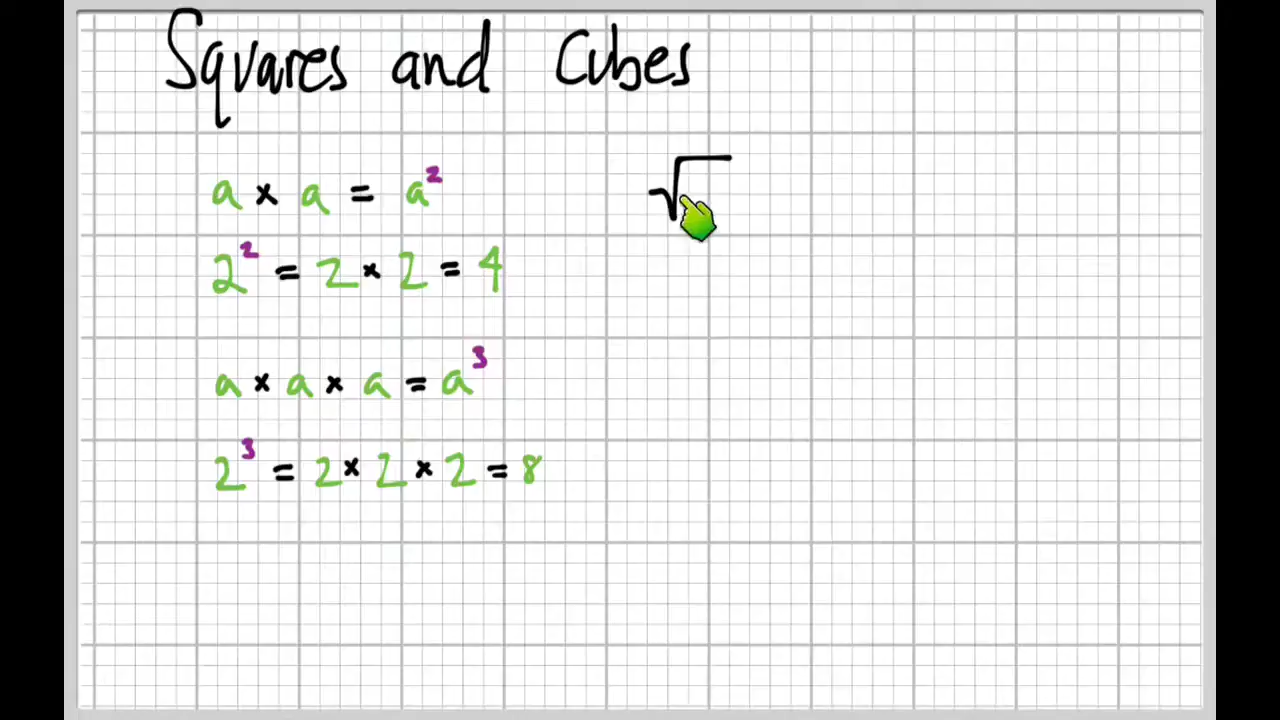 Squares and Cubes
a × a = a²
√
2² = 2 × 2 = 4
a × a × a = a³
2³ = 2 × 2 × 2 = 8